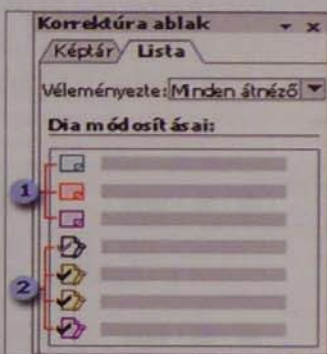 Korrektúra ablak
Képtár Lista
Véleményezte: Minden átnéző
Dia módosításai:
1
2